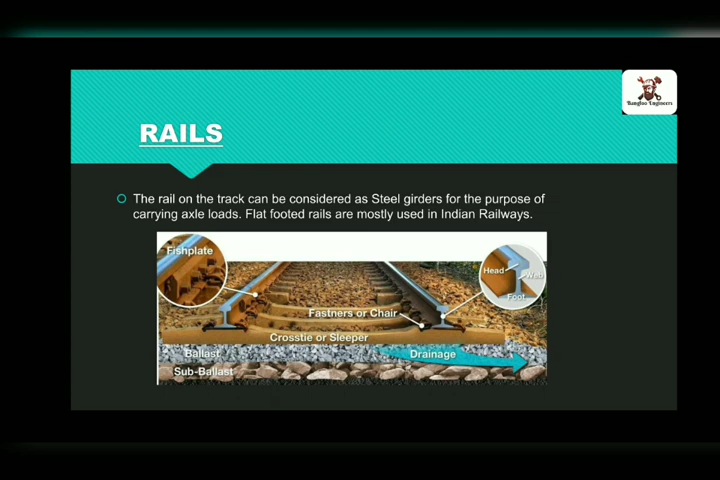 Bangloo Engineers
RAILS
The rail on the track can be considered as Steel girders for the purpose of
carrying axle loads. Flat footed rails are mostly used in Indian Railways.
Fishplate
Head
Web
Foot
Fastners or Chair
Crosstie or Sleeper
Ballast
Drainage
Sub-Ballast